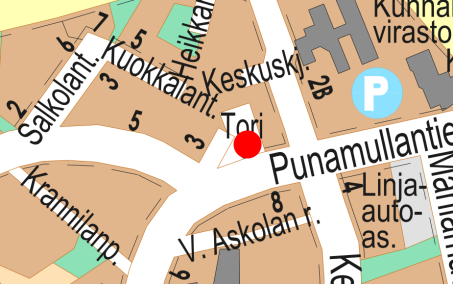 Kunnan
virasto
7
5
6
Heikkar
Kuokkalant.
Keskuskj.
2B
P
Salkolant.
2
3
5
3
Tori
Punamullantie
Linja-
auto-
as.
4
8
Krannilanp.
V. Askolan r.
6
Ke